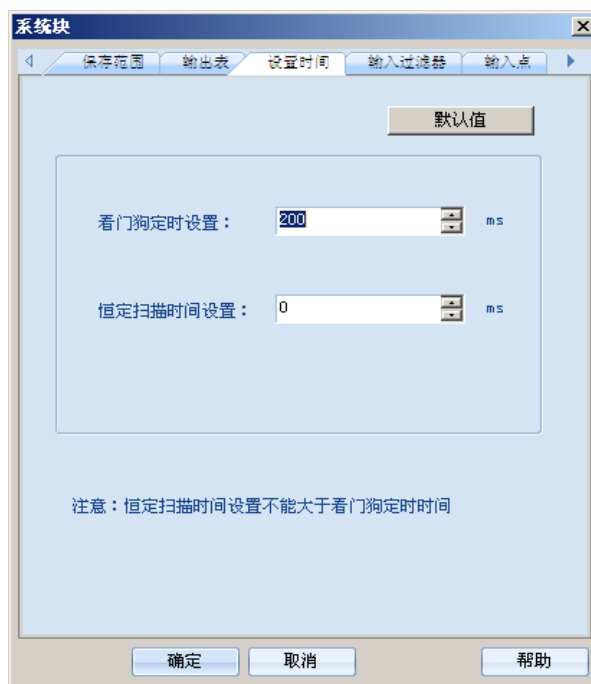 系统块
保存范围 输出表 设置时间 输入过滤器 输入点
默认值
看门狗定时设置： 200 ms
恒定扫描时间设置： 0 ms
注意：恒定扫描时间设置不能大于看门狗定时时间
确定 取消 帮助